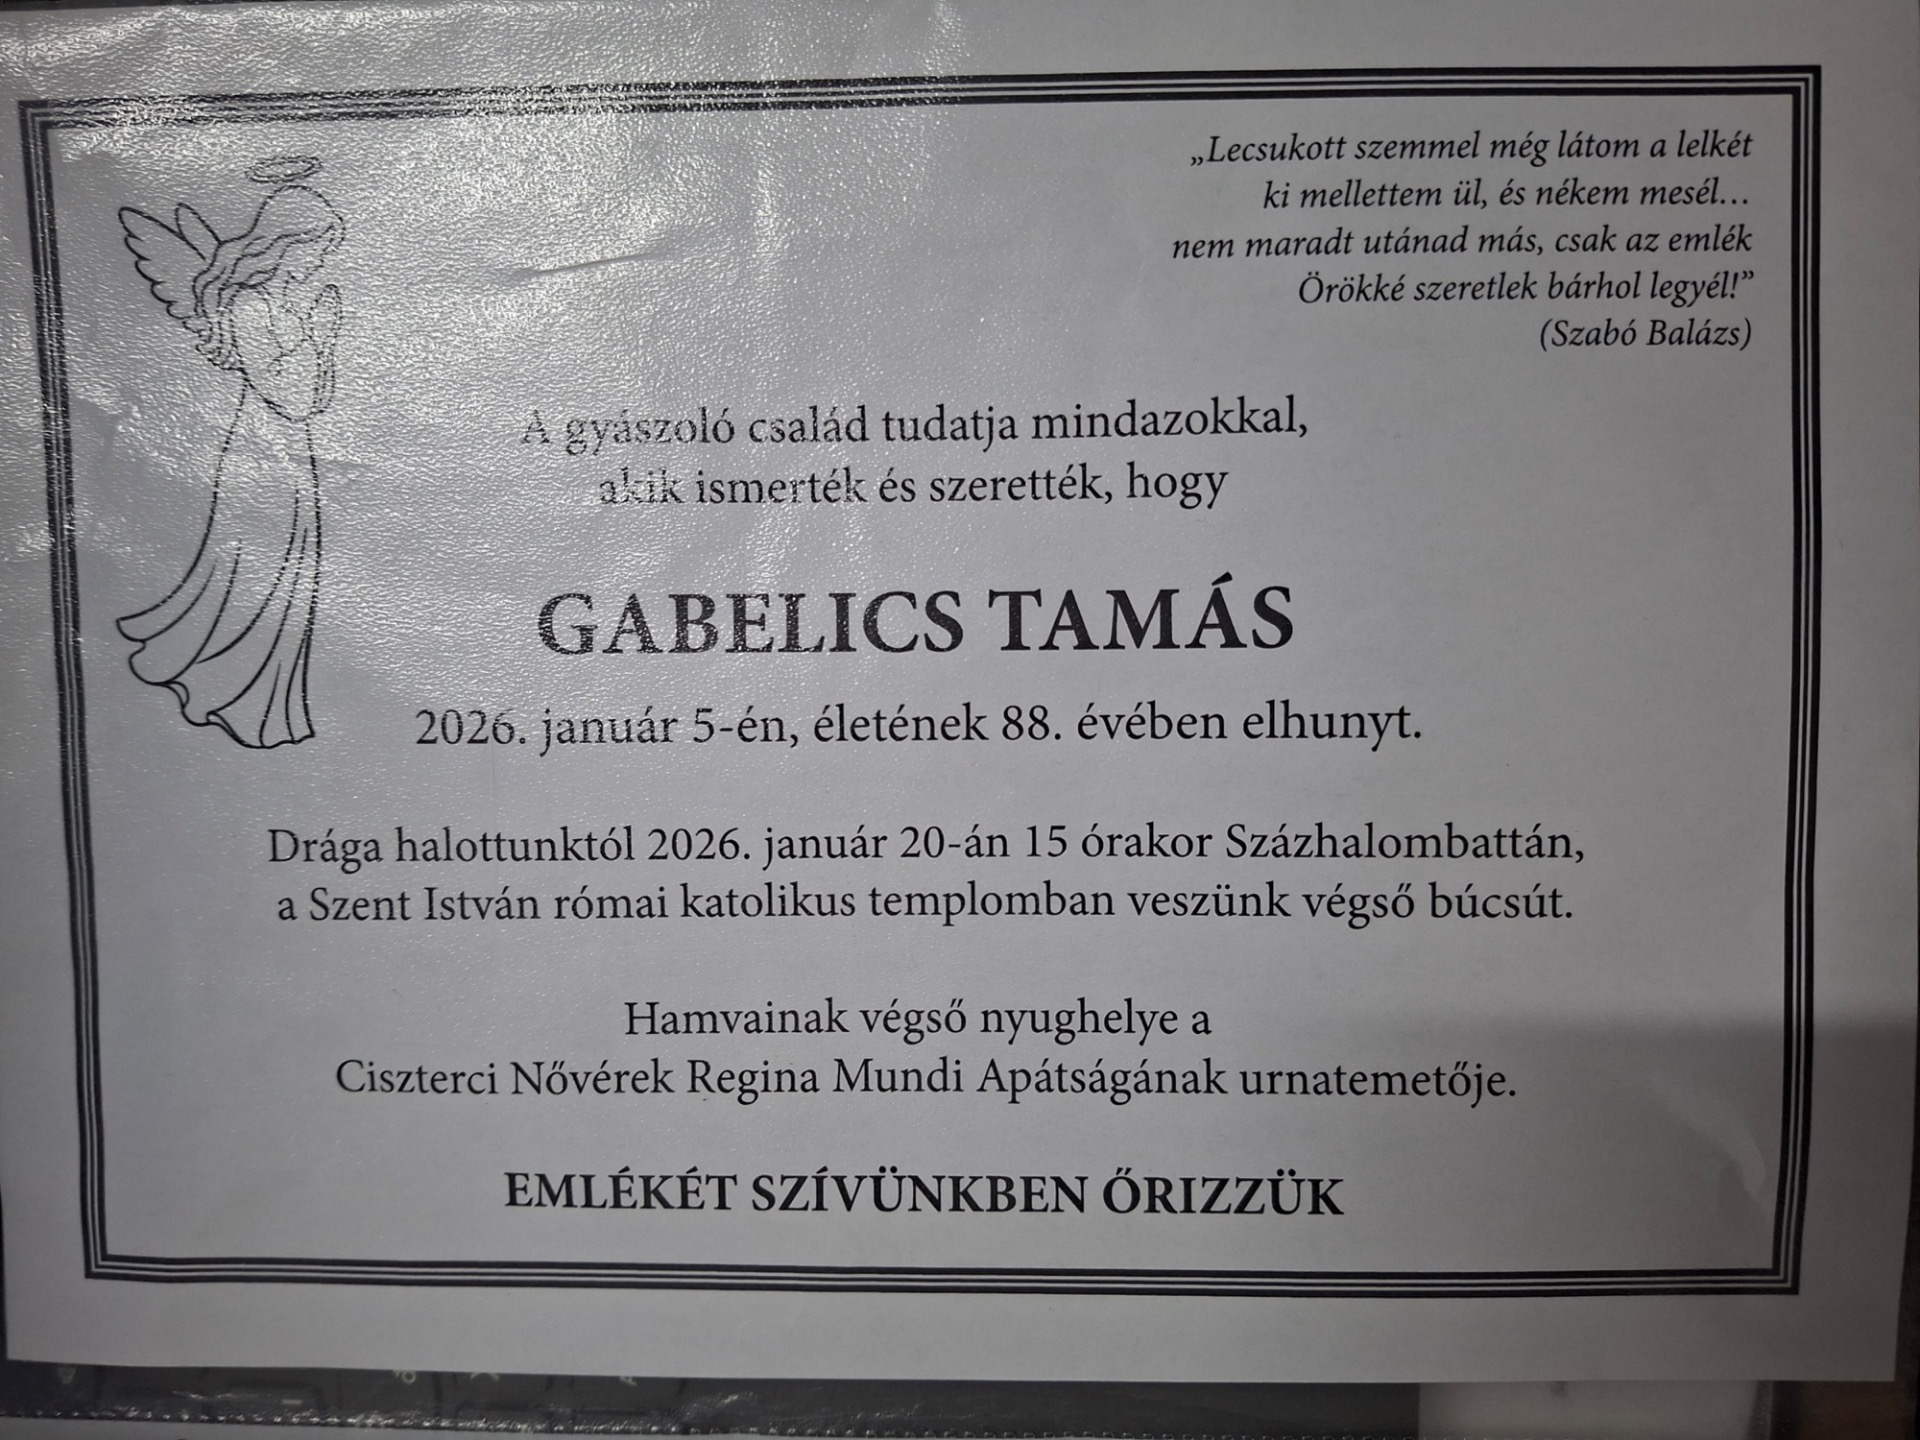 „Lecsukott szemmel még látom a lelkét
ki mellettem ül, és nékem mesél…
nem maradt utánad más, csak az emlék
Örökké szeretlek bárhol legyél!”
(Szabó Balázs)
A gyászoló család tudatja mindazokkal,
akik ismerték és szerették, hogy
GABELICS TAMÁS
2026. január 5-én, életének 88. évében elhunyt.
Drága halottunktól 2026. január 20-án 15 órakor Százhalombattán,
a Szent István római katolikus templomban veszünk végső búcsút.
Hamvainak végső nyughelye a
Ciszterci Nővérek Regina Mundi Apátságának urnatemetője.
EMLÉKÉT SZÍVÜNKBEN ŐRIZZÜK